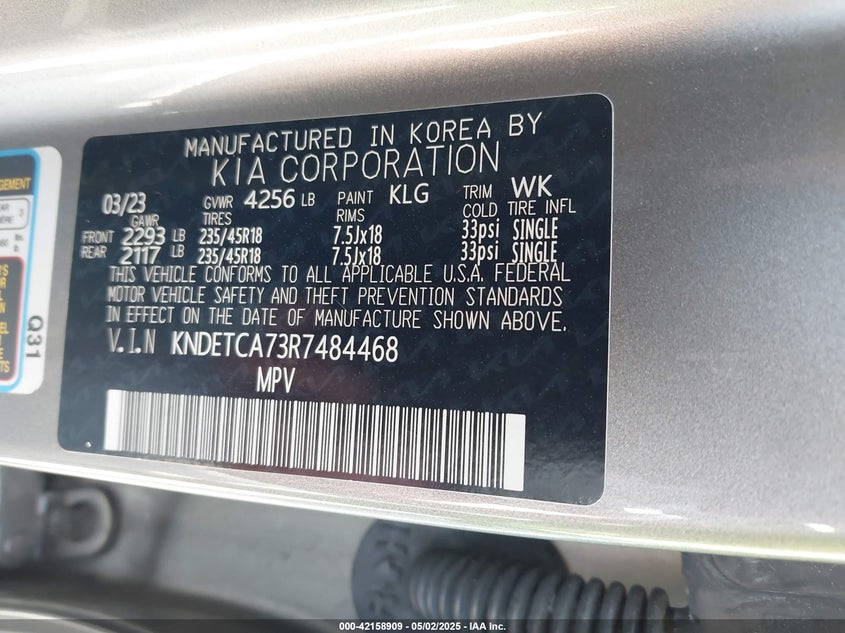 MANUFACTURED IN KOREA BY
KIA CORPORATION
03/23 GVWR 4256 LB PAINT KLG TRIM WK
GAWR TIRES RIMS COLD TIRE INFL
FRONT 2293 LB 235/45R18 7.5Jx18 33psi SINGLE
REAR 2117 LB 235/45R18 7.5Jx18 33psi SINGLE
THIS VEHICLE CONFORMS TO ALL APPLICABLE U.S.A. FEDERAL
MOTOR VEHICLE SAFETY AND THEFT PREVENTION STANDARDS
IN EFFECT ON THE DATE OF MANUFACTURE SHOWN ABOVE.
V.I.N KNDETCA73R7484468
MPV
Q31
000-42158909 — 05/02/2025 — IAA Inc.